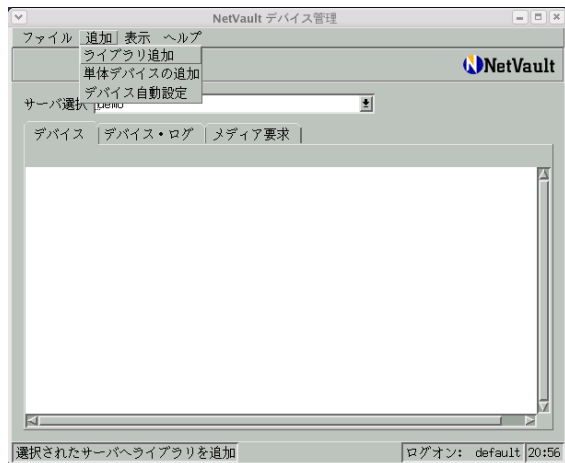 NetVault デバイス管理
ファイル 追加 表示 ヘルプ
ライブラリ追加
単体デバイスの追加
デバイス自動設定
NetVault
サーバ選択 demo
デバイス デバイス・ログ メディア要求
選択されたサーバへライブラリを追加 ログオン: default 20:56